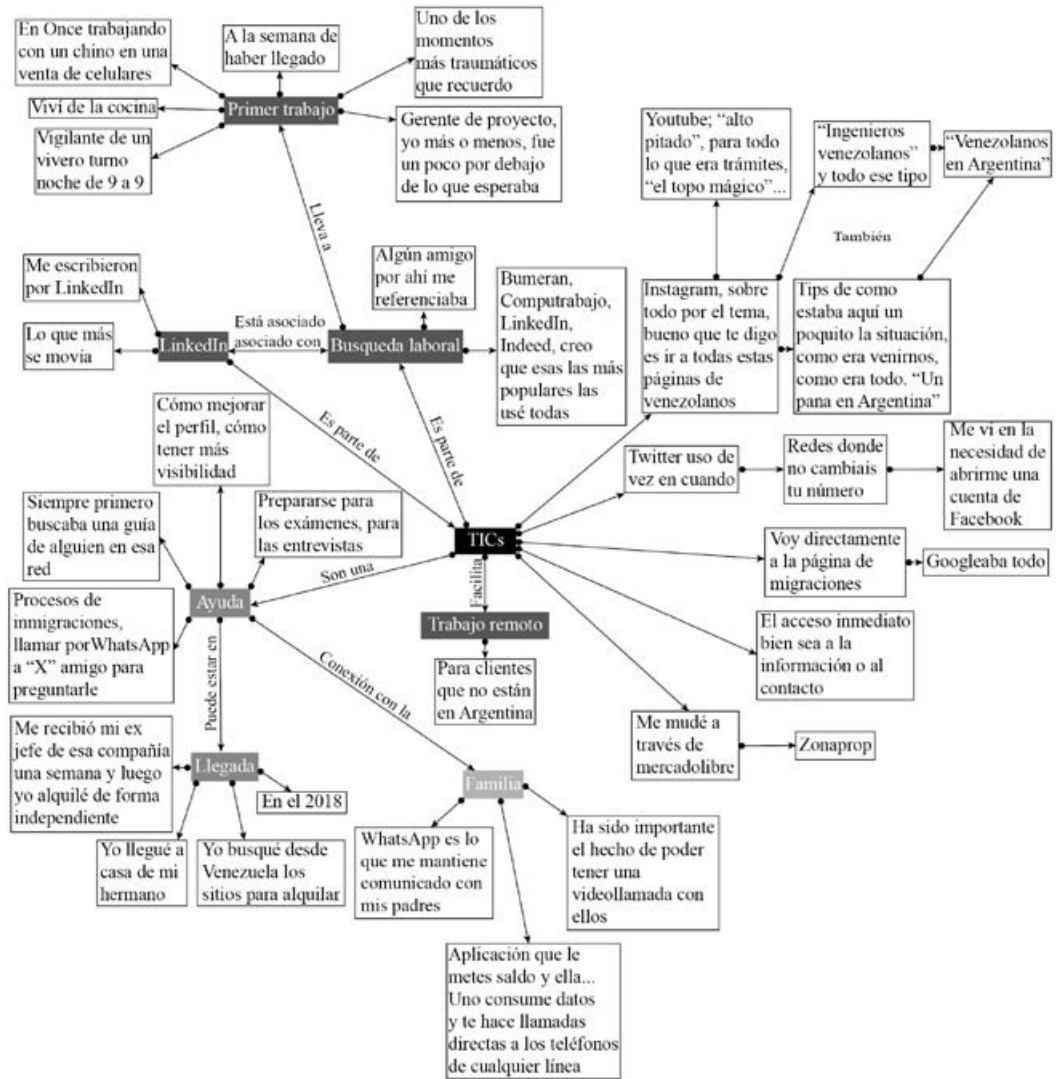 En Once trabajando
con un chino en una
venta de celulares
A la semana de
haber llegado
Uno de los
momentos
más traumáticos
que recuerdo
Viví de la cocina
Primer trabajo
Vigilante de un
vivero turno
noche de 9 a 9
Gerente de proyecto,
yo más o menos, fue
un poco por debajo
de lo que esperaba
Youtube; “alto
pitado”, para todo
lo que era trámites,
“el topo mágico”...
“Ingenieros
venezolanos”
y todo ese tipo
“Venezolanos
en Argentina”
Lleva a
También
Me escribieron
por LinkedIn
Lo que más
se movía
LinkedIn
Está asociado
asociado con
Busqueda laboral
Algún amigo
por ahí me
referenciaba
Bumeran,
Computrabajo,
LinkedIn,
Indeed, creo
que esas las más
populares las
usé todas
Instagram, sobre
todo por el tema,
bueno que te digo
es ir a todas estas
páginas de
venezolanos
Tips de como
estaba aquí un
poquito la situación,
como era venirnos,
como era todo. “Un
pana en Argentina”
Es parte de
Es parte de
Cómo mejorar
el perfil, cómo
tener más
visibilidad
Siempre primero
buscaba una guía
de alguien en esa
red
Prepararse para
los exámenes, para
las entrevistas
Twitter uso de
vez en cuando
Redes donde
no cambiais
tu número
Me vi en la
necesidad de
abrirme una
cuenta de
Facebook
TICs
Son una
Facilita
Voy directamente
a la página de
migraciones
Googleaba todo
Ayuda
Procesos de
inmigraciones,
llamar porWhatsApp
a “X” amigo para
preguntarle
Trabajo remoto
Para clientes
que no están
en Argentina
El acceso inmediato
bien sea a la
información o al
contacto
Puede estar en
Conexión con la
Me mudé a
través de
mercadolibre
Zonaprop
Me recibió mi ex
jefe de esa compañía
una semana y luego
yo alquilé de forma
independiente
Llegada
En el 2018
Yo llegué a
casa de mi
hermano
Yo busqué desde
Venezuela los
sitios para alquilar
Familia
WhatsApp es lo
que me mantiene
comunicado con
mis padres
Ha sido importante
el hecho de poder
tener una
videollamada con
ellos
Aplicación que le
metes saldo y ella...
Uno consume datos
y te hace llamadas
directas a los teléfonos
de cualquier línea